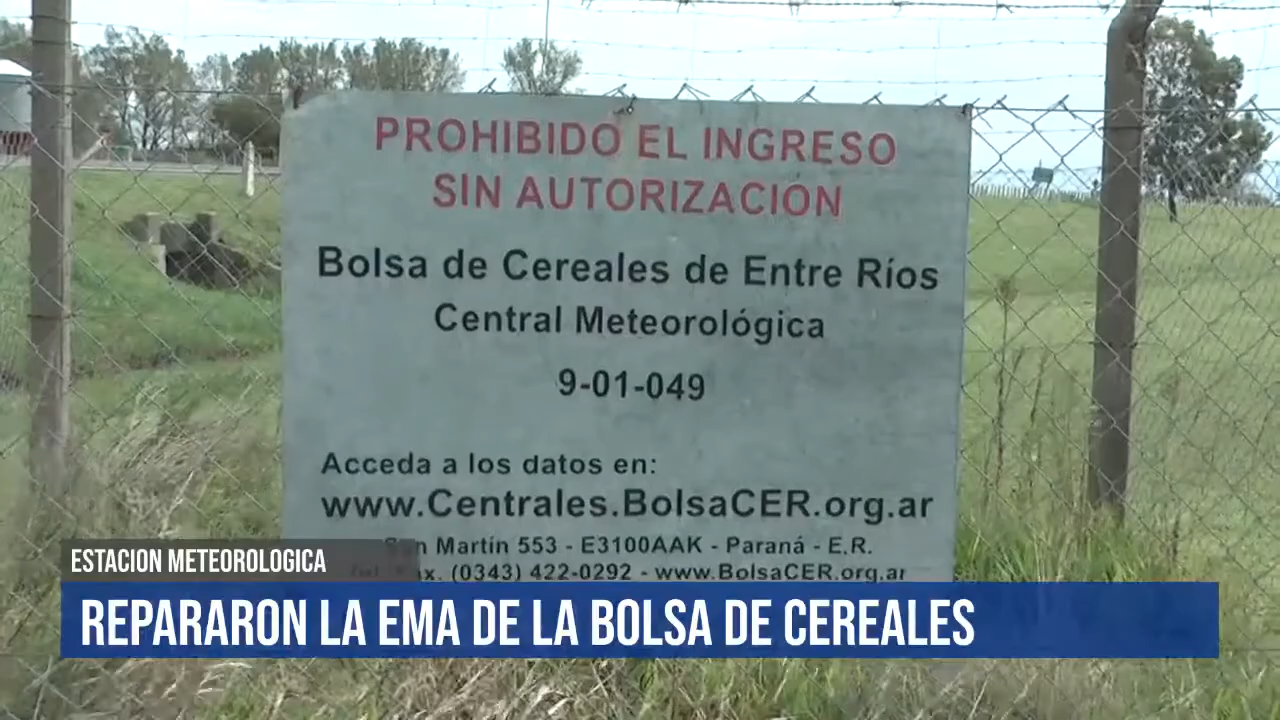 PROHIBIDO EL INGRESO
SIN AUTORIZACIÓN
Bolsa de Cereales de Entre Ríos
Central Meteorológica
9-01-049
Acceda a los datos en:
www.Centrales.BolsaCER.org.ar
Martín 553 - E3100AAK - Paraná - E.R.
(0343) 422-0292 - www.BolsaCER.org.ar
ESTACION METEOROLOGICA
REPARARON LA EMA DE LA BOLSA DE CEREALES